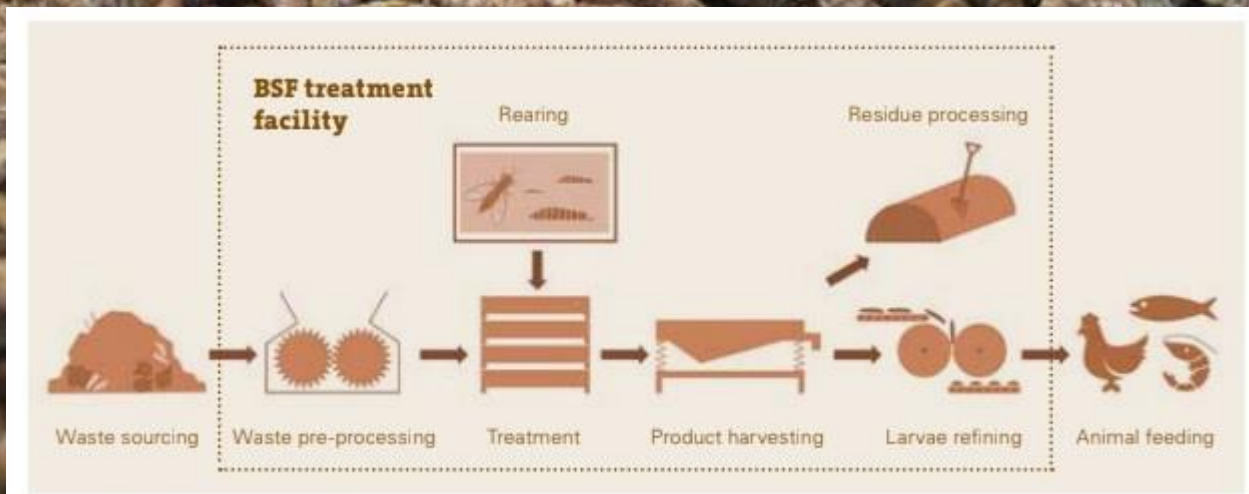 BSF treatment
facility
Rearing
Residue processing
Waste sourcing
Waste pre-processing
Treatment
Product harvesting
Larvae refining
Animal feeding